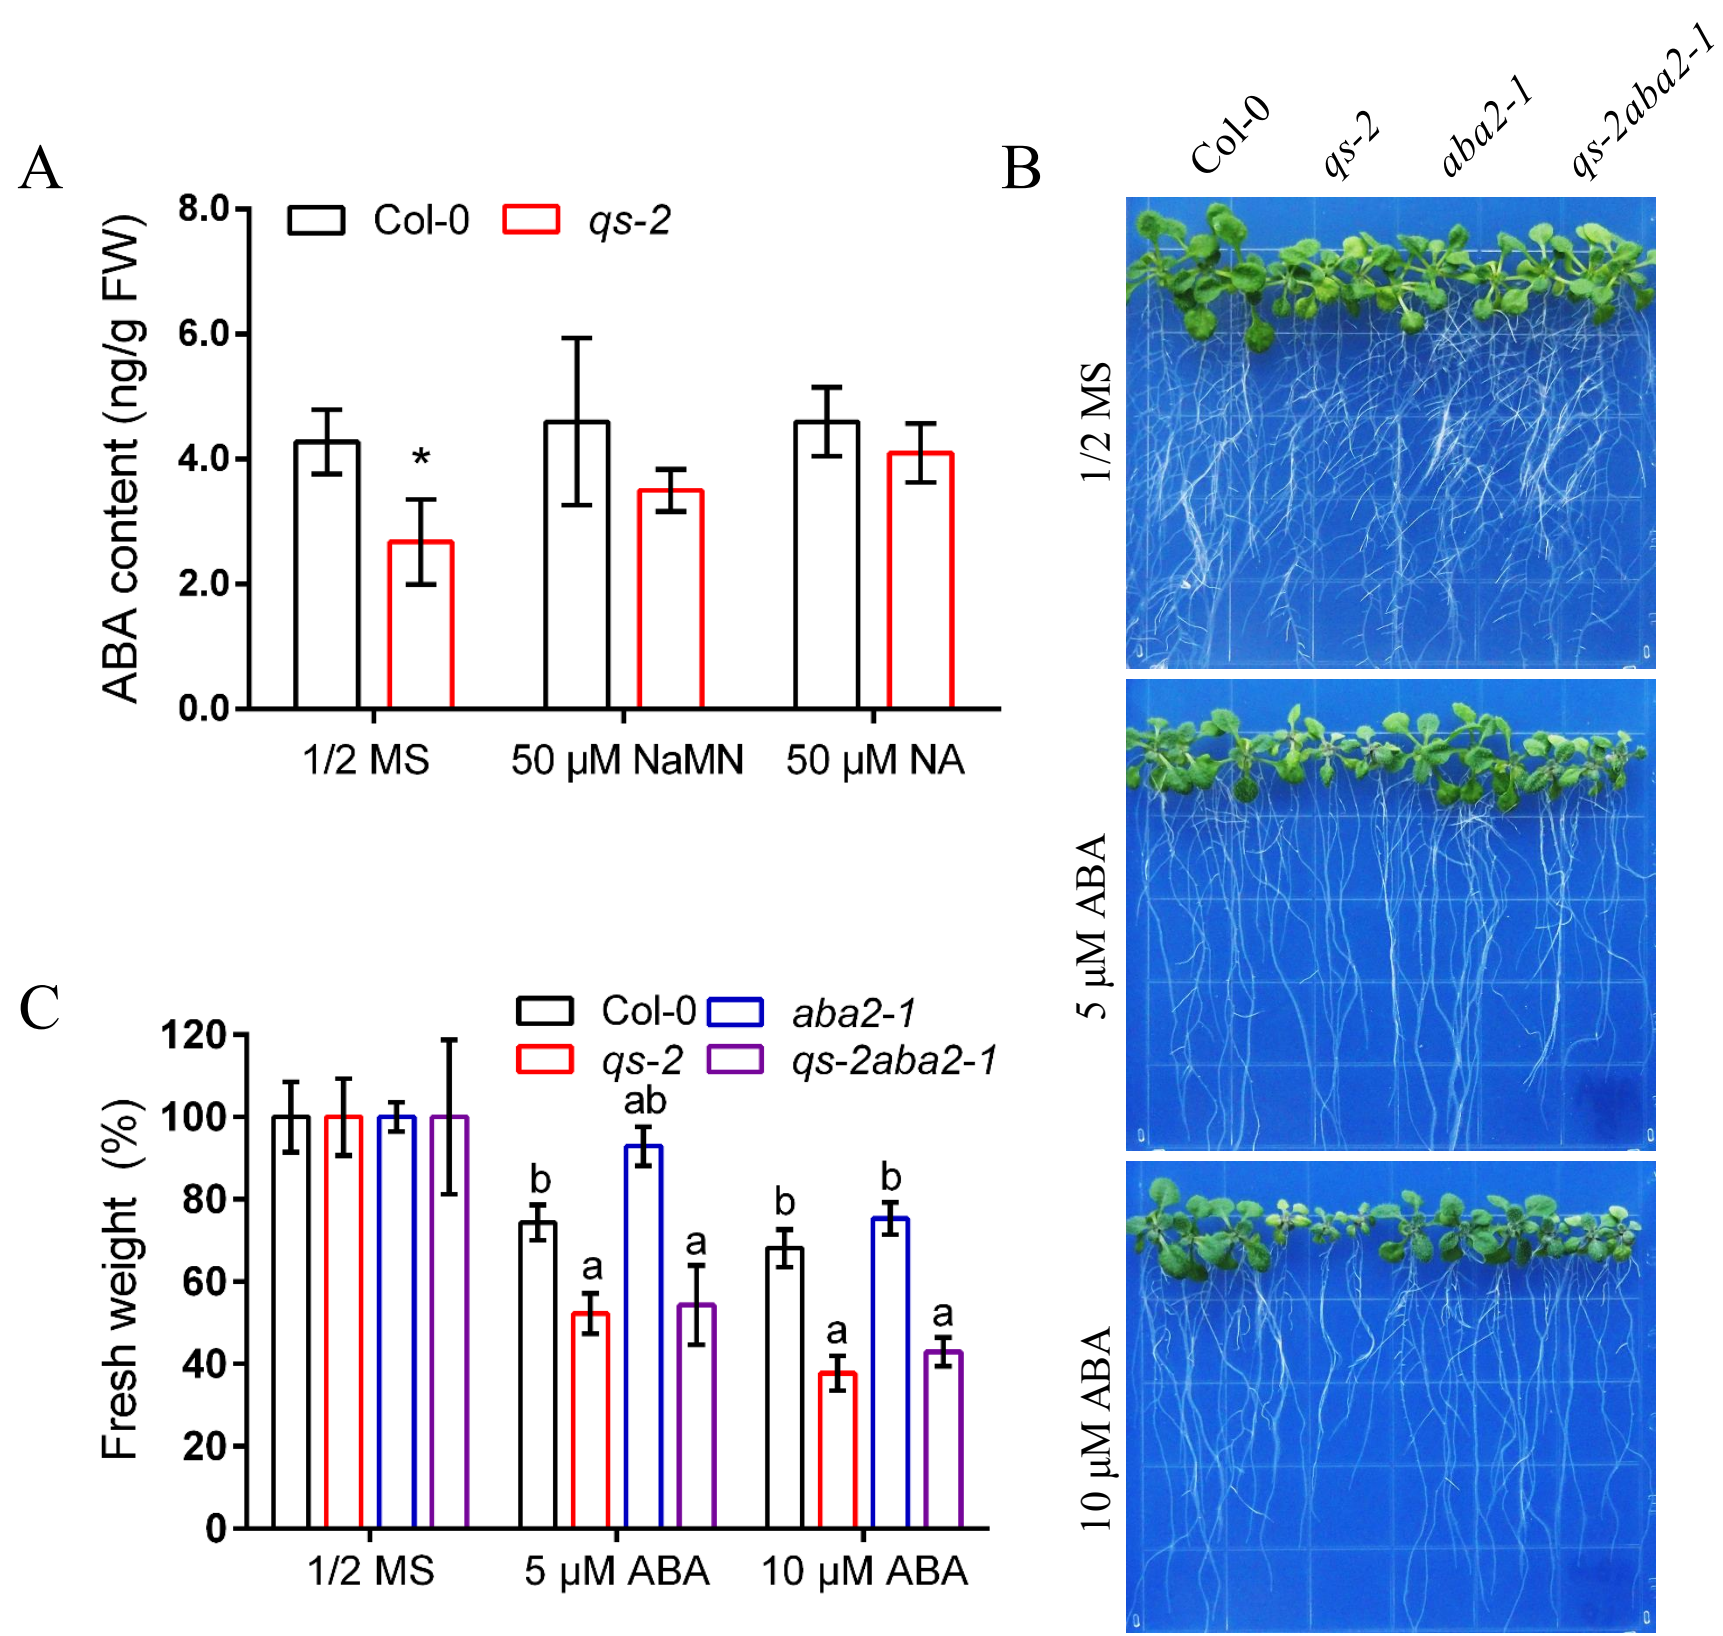 A
ABA content (ng/g FW)
8.0
6.0
4.0
2.0
0.0
Col-0
qs-2
*
1/2 MS
50 µM NaMN
50 µM NA
B
Col-0
qs-2
aba2-1
qs-2aba2-1
1/2 MS
5 µM ABA
10 µM ABA
C
Fresh weight (%)
120
100
80
60
40
20
0
Col-0
aba2-1
qs-2
qs-2aba2-1
b
a
ab
a
b
a
b
a
1/2 MS
5 µM ABA
10 µM ABA